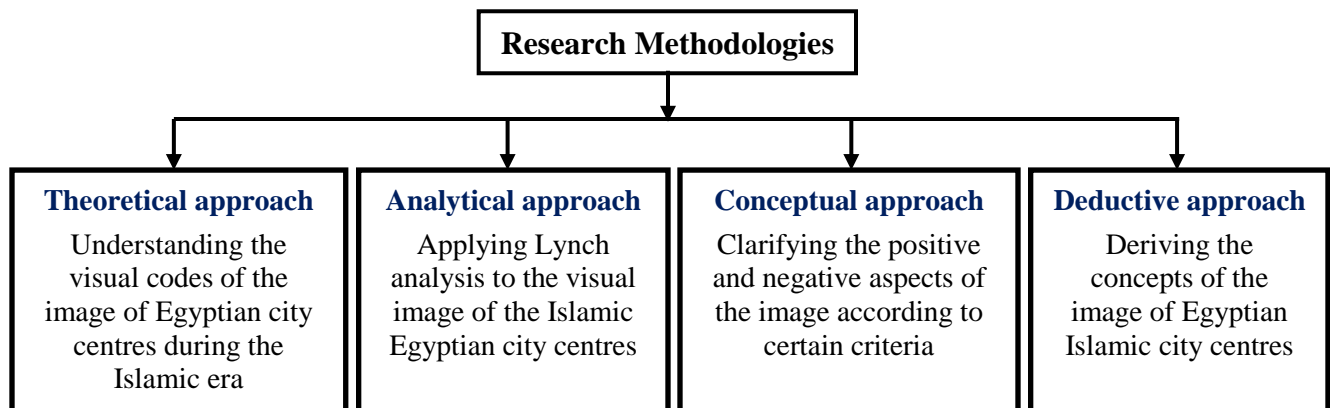 Research Methodologies
Theoretical approach
Understanding the
visual codes of the
image of Egyptian city
centres during the
Islamic era
Analytical approach
Applying Lynch
analysis to the visual
image of the Islamic
Egyptian city centres
Conceptual approach
Clarifying the positive
and negative aspects of
the image according to
certain criteria
Deductive approach
Deriving the
concepts of the
image of Egyptian
Islamic city centres